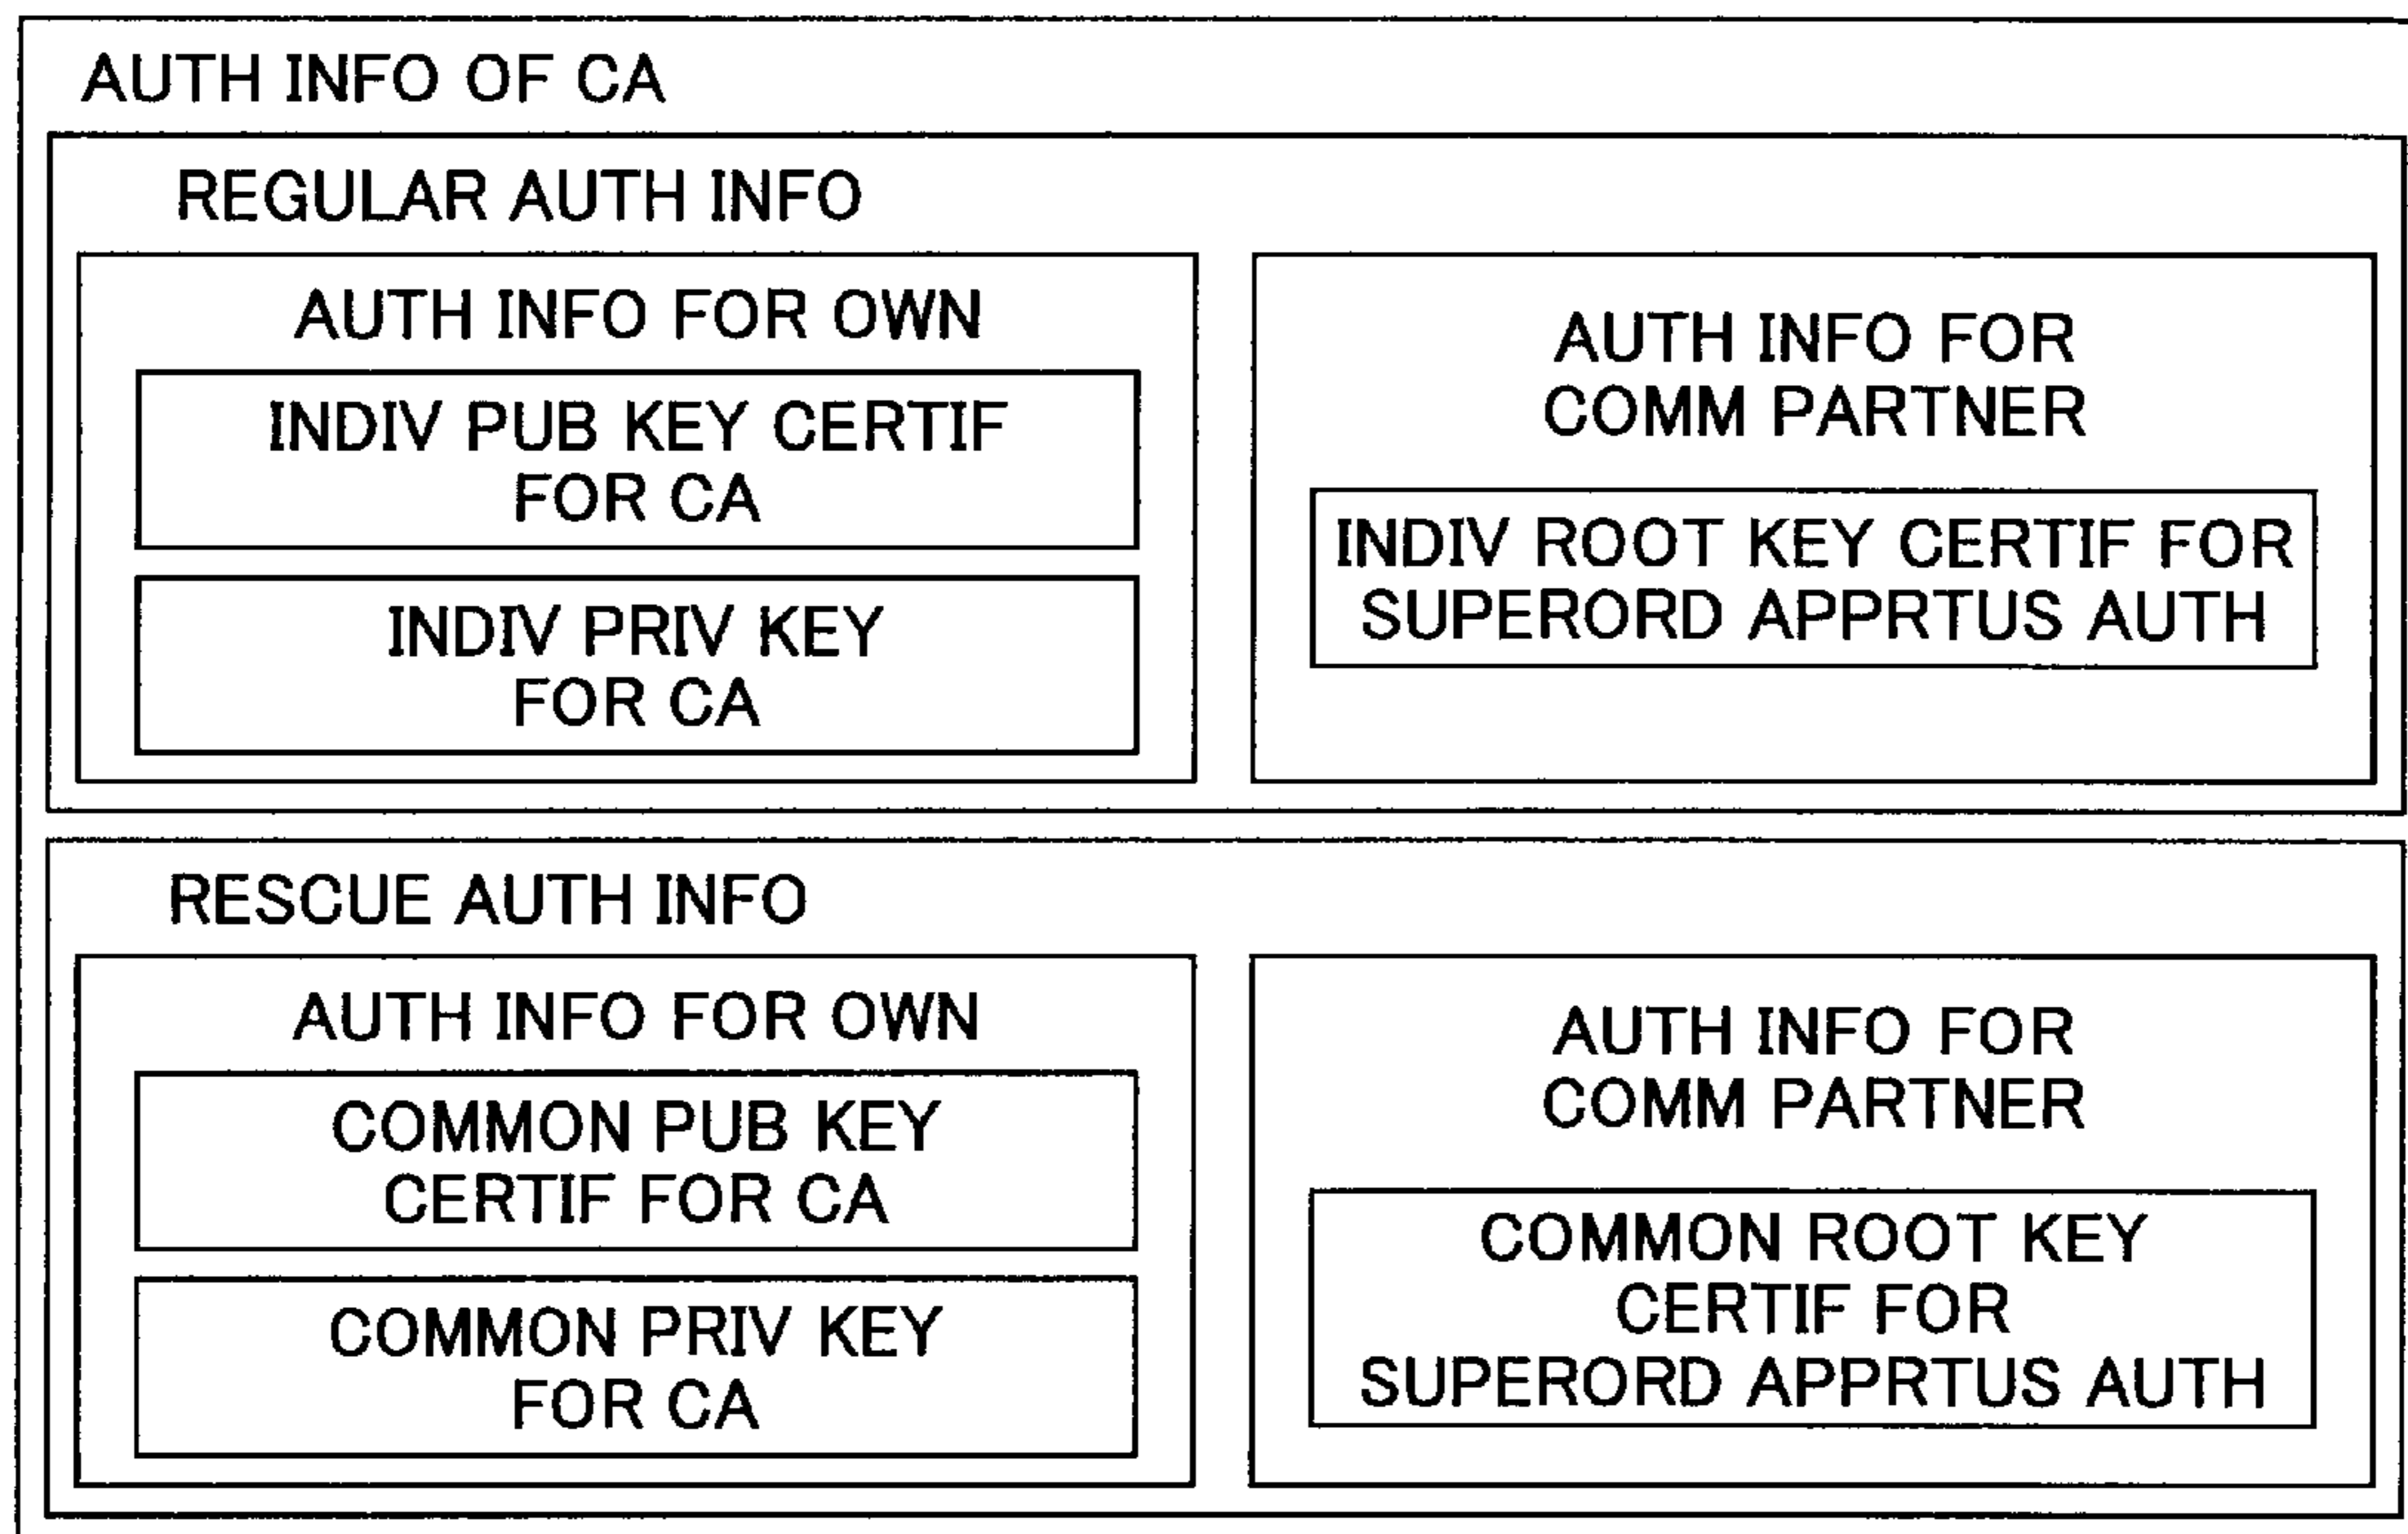 AUTH INFO OF CA
REGULAR AUTH INFO
AUTH INFO FOR OWN
INDIV PUB KEY CERTIF
FOR CA
INDIV PRIV KEY
FOR CA
AUTH INFO FOR
COMM PARTNER
INDIV ROOT KEY CERTIF FOR
SUPERORD APPRTUS AUTH
RESCUE AUTH INFO
AUTH INFO FOR OWN
COMMON PUB KEY
CERTIF FOR CA
COMMON PRIV KEY
FOR CA
AUTH INFO FOR
COMM PARTNER
COMMON ROOT KEY
CERTIF FOR
SUPERORD APPRTUS AUTH